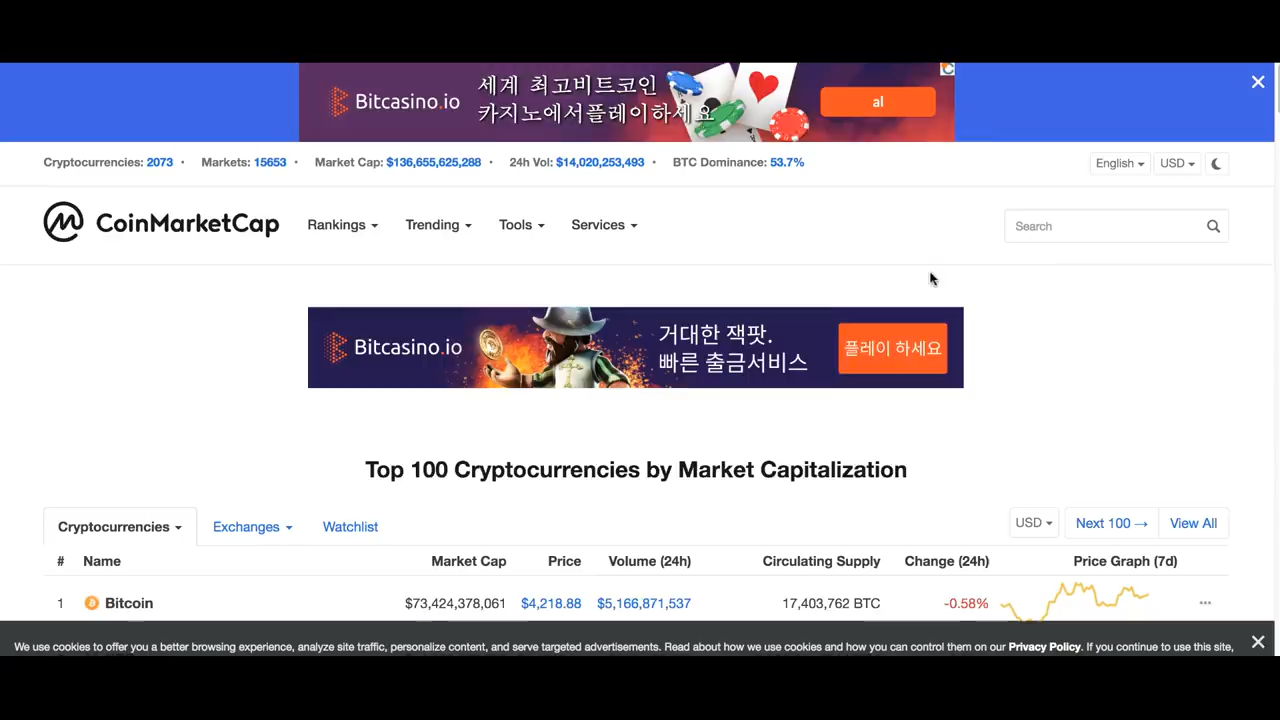 Bitcasino.io
세계 최고비트코인
카지노에서플레이하세요
al
Cryptocurrencies: 2073 • Markets: 15653 • Market Cap: $136,655,625,288 • 24h Vol: $14,020,253,493 • BTC Dominance: 53.7%
English USD
CoinMarketCap Rankings Trending Tools Services Search
Bitcasino.io
거대한 잭팟.
빠른 출금서비스
플레이 하세요
Top 100 Cryptocurrencies by Market Capitalization
Cryptocurrencies Exchanges Watchlist USD Next 100 → View All
# Name Market Cap Price Volume (24h) Circulating Supply Change (24h) Price Graph (7d)
1 Bitcoin $73,424,378,061 $4,218.88 $5,166,871,537 17,403,762 BTC -0.58%
We use cookies to offer you a better browsing experience, analyze site traffic, personalize content, and serve targeted advertisements. Read about how we use cookies and how you can control them on our Privacy Policy. If you continue to use this site,